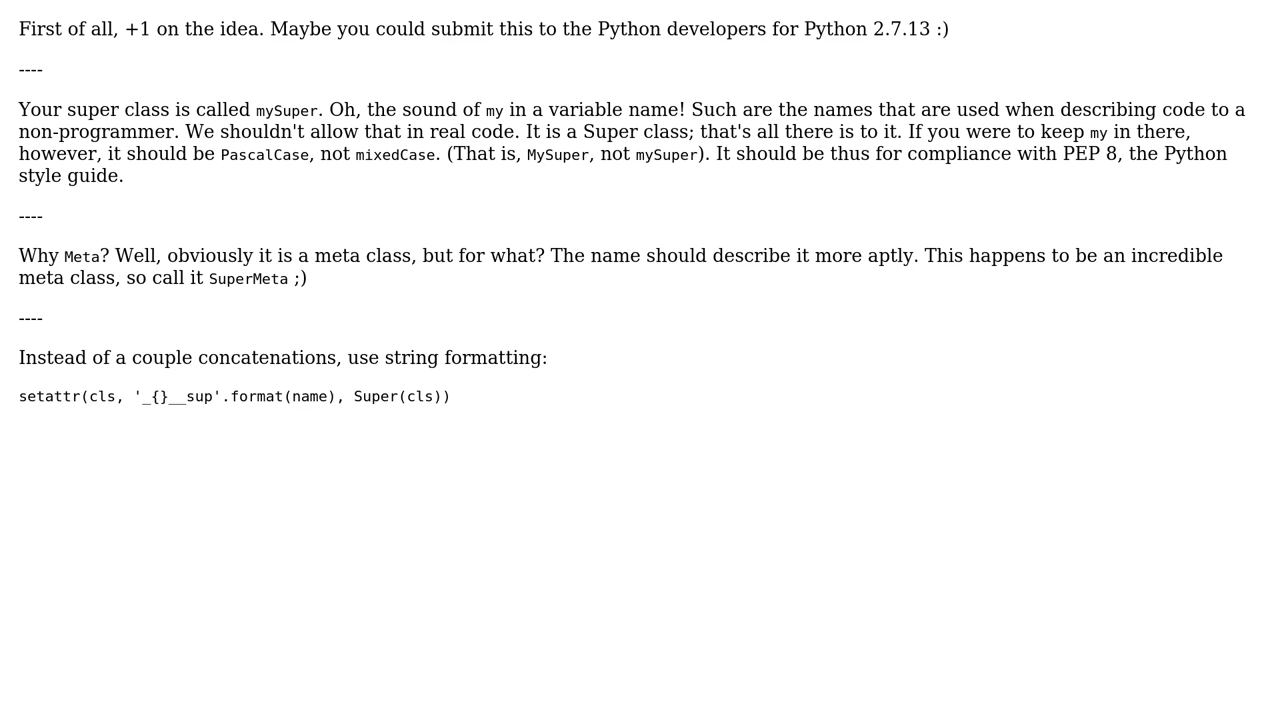 First of all, +1 on the idea. Maybe you could submit this to the Python developers for Python 2.7.13 :)
----
Your super class is called mySuper. Oh, the sound of my in a variable name! Such are the names that are used when describing code to a
non-programmer. We shouldn't allow that in real code. It is a Super class; that's all there is to it. If you were to keep my in there,
however, it should be PascalCase, not mixedCase. (That is, MySuper, not mySuper). It should be thus for compliance with PEP 8, the Python
style guide.
----
Why Meta? Well, obviously it is a meta class, but for what? The name should describe it more aptly. This happens to be an incredible
meta class, so call it SuperMeta ;)
----
Instead of a couple concatenations, use string formatting:
setattr(cls, '_{}__sup'.format(name), Super(cls))